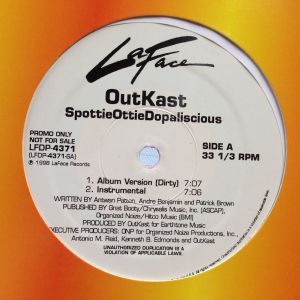 LaFace
OutKast
SpottieOttieDopaliscious
PROMO ONLY
NOT FOR SALE
LFDP-4371
(LFDP-4371-SA)
℗ 1998 LaFace Records
SIDE A
33 1/3 RPM
1. Album Version (Dirty) 7:07
2. Instrumental 7:06
WRITTEN BY Antwan Patton, Andre Benjamin and Patrick Brown
PUBLISHED BY Gnat Booty/Chrysalis Music, Inc. (ASCAP),
Organized Noize/Hitco Music (BMI)
PRODUCED BY OutKast for Earthtone Music
EXECUTIVE PRODUCERS: ONP for Organized Noize Productions, Inc.,
Antonio M. Reid, Kenneth B. Edmonds and OutKast
UNAUTHORIZED DUPLICATION IS A
VIOLATION OF APPLICABLE LAWS.